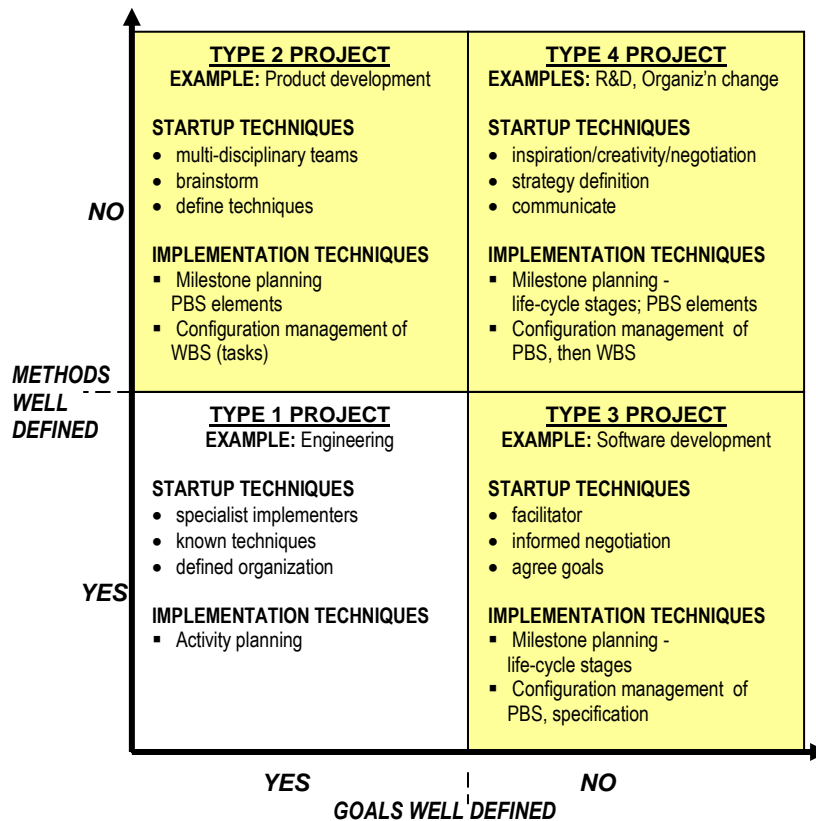 TYPE 2 PROJECT
EXAMPLE: Product development
STARTUP TECHNIQUES
• multi-disciplinary teams
• brainstorm
• define techniques
IMPLEMENTATION TECHNIQUES
▪ Milestone planning
PBS elements
▪ Configuration management of
WBS (tasks)
TYPE 4 PROJECT
EXAMPLES: R&D, Organiz'n change
STARTUP TECHNIQUES
• inspiration/creativity/negotiation
• strategy definition
• communicate
IMPLEMENTATION TECHNIQUES
▪ Milestone planning -
life-cycle stages; PBS elements
▪ Configuration management of
PBS, then WBS
NO
METHODS
WELL
DEFINED
YES
TYPE 1 PROJECT
EXAMPLE: Engineering
STARTUP TECHNIQUES
• specialist implementers
• known techniques
• defined organization
IMPLEMENTATION TECHNIQUES
▪ Activity planning
TYPE 3 PROJECT
EXAMPLE: Software development
STARTUP TECHNIQUES
• facilitator
• informed negotiation
• agree goals
IMPLEMENTATION TECHNIQUES
▪ Milestone planning -
life-cycle stages
▪ Configuration management of
PBS, specification
YES
NO
GOALS WELL DEFINED